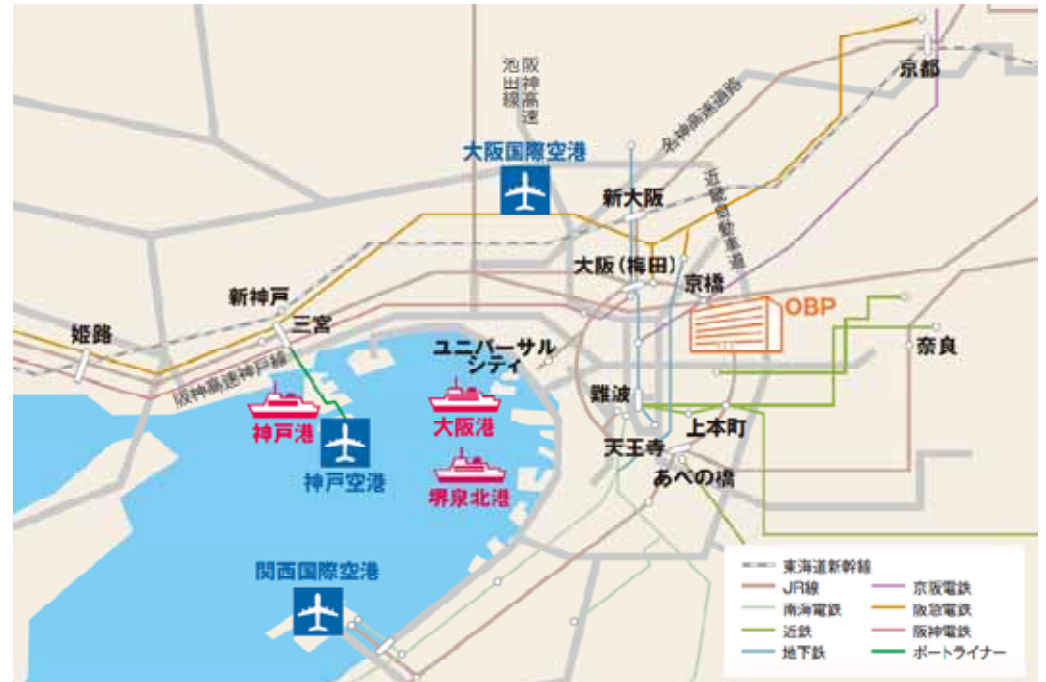 阪神高速
池田線
京都
名神高速道路
大阪国際空港
近畿自動車道
新大阪
大阪(梅田)
京橋
新神戸
OBP
三宮
姫路
ユニバーサル
シティ
奈良
阪神高速神戸線
難波
神戸港
大阪港
上本町
天王寺
あべの橋
神戸空港
堺泉北港
関西国際空港
東海道新幹線
JR線
京阪電鉄
南海電鉄
阪急電鉄
近鉄
阪神電鉄
地下鉄
ポートライナー